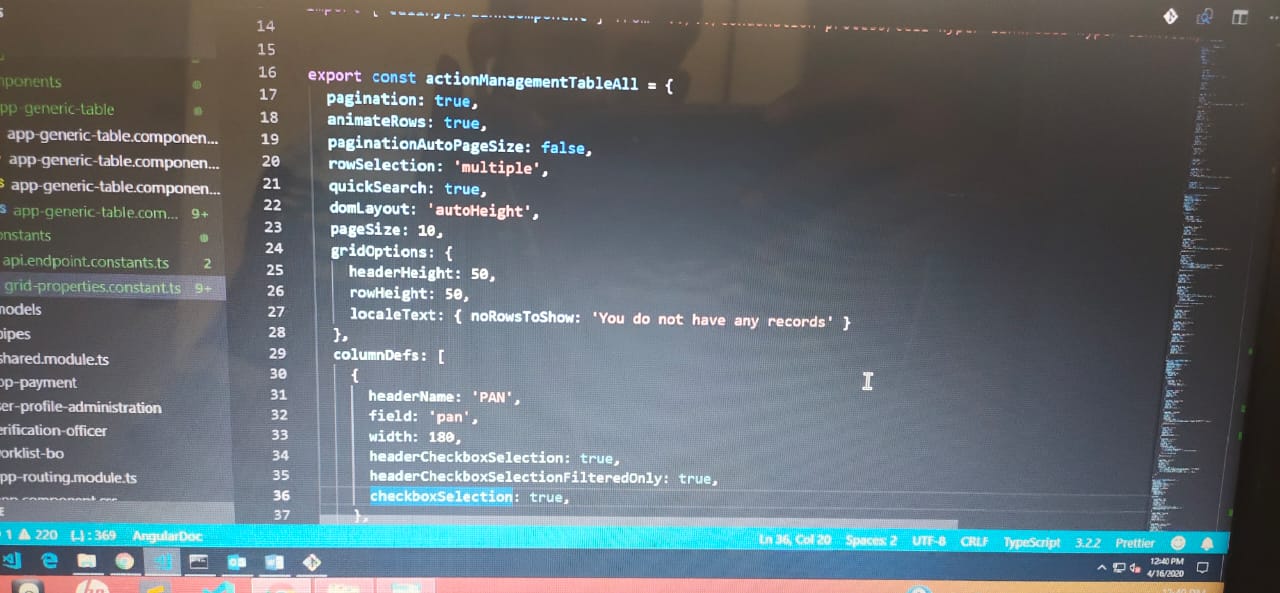 14
15
16 export const actionManagementTableAll = {
17 pagination: true,
18 animateRows: true,
19 paginationAutoPageSize: false,
20 rowSelection: 'multiple',
21 quickSearch: true,
22 domLayout: 'autoHeight',
23 pageSize: 10,
24 gridOptions: {
25 headerHeight: 50,
26 rowHeight: 50,
27 localeText: { noRowsToShow: 'You do not have any records' }
28 },
29 columnDefs: [
30 {
31 headerName: 'PAN',
32 field: 'pan',
33 width: 180,
34 headerCheckboxSelection: true,
35 headerCheckboxSelectionFilteredOnly: true,
36 checkboxSelection: true,
37 },
ponents
pp-generic-table
app-generic-table.componen...
app-generic-table.componen...
app-generic-table.componen...
app-generic-table.com... 9+
onstants
api.endpoint.constants.ts 2
grid-properties.constant.ts 9+
models
pipes
shared.module.ts
pp-payment
ser-profile-administration
erification-officer
orklist-bo
pp-routing.module.ts
1 220 {..} : 369 AngularDoc
Ln 36, Col 20 Spaces: 2 UTF-8 CRLF TypeScript 3.2.2 Prettier
12:40 PM
4/16/2020